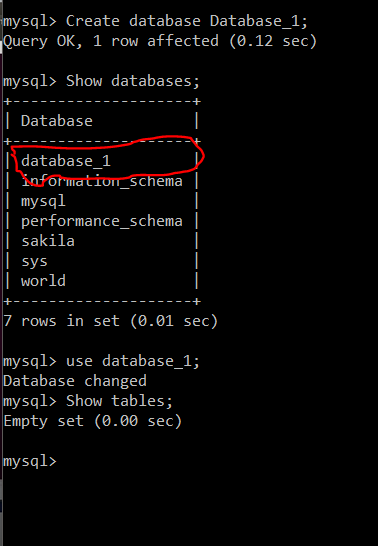 mysql> Create database Database_1;
Query OK, 1 row affected (0.12 sec)
mysql> Show databases;
+--------------------+
| Database           |
+--------------------+
| database_1         |
| information_schema |
| mysql              |
| performance_schema |
| sakila             |
| sys                |
| world              |
+--------------------+
7 rows in set (0.01 sec)
mysql> use database_1;
Database changed
mysql> Show tables;
Empty set (0.00 sec)
mysql>